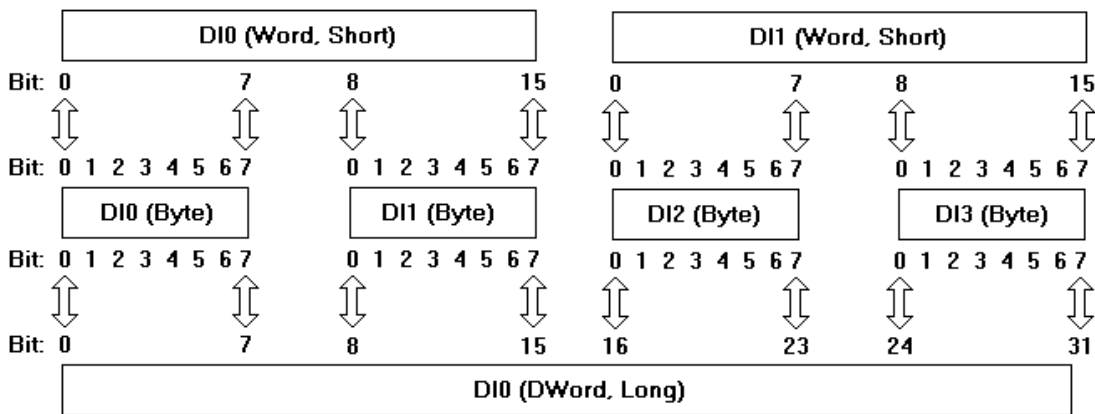 DI0 (Word, Short) DI1 (Word, Short)
Bit: 0 7 8 15 0 7 8 15
Bit: 0 1 2 3 4 5 6 7 0 1 2 3 4 5 6 7 0 1 2 3 4 5 6 7 0 1 2 3 4 5 6 7
DI0 (Byte) DI1 (Byte) DI2 (Byte) DI3 (Byte)
Bit: 0 1 2 3 4 5 6 7 0 1 2 3 4 5 6 7 0 1 2 3 4 5 6 7 0 1 2 3 4 5 6 7
Bit: 0 7 8 15 16 23 24 31
DI0 (DWord, Long)